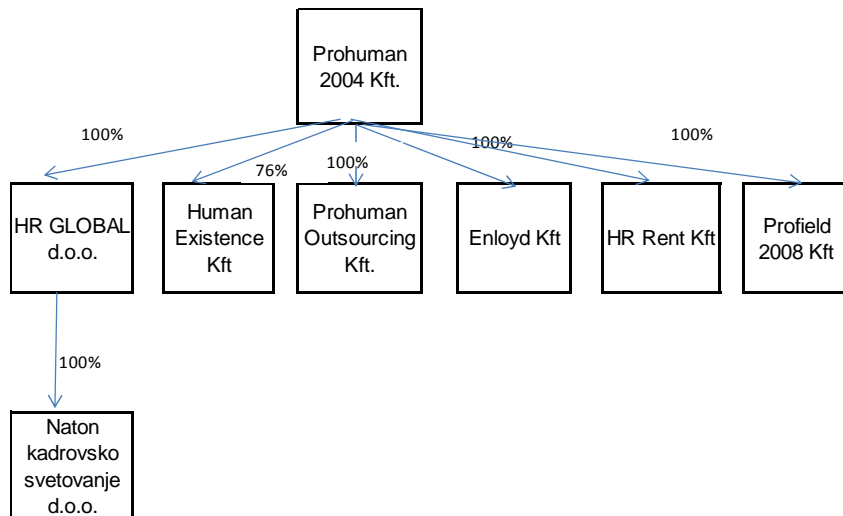 Prohuman
2004 Kft.
100%
76%
100%
100%
100%
HR GLOBAL
d.o.o.
Human
Existence
Kft
Prohuman
Outsourcing
Kft.
Enloyd Kft
HR Rent Kft
Profield
2008 Kft
100%
Naton
kadrovsko
svetovanje
d.o.o.